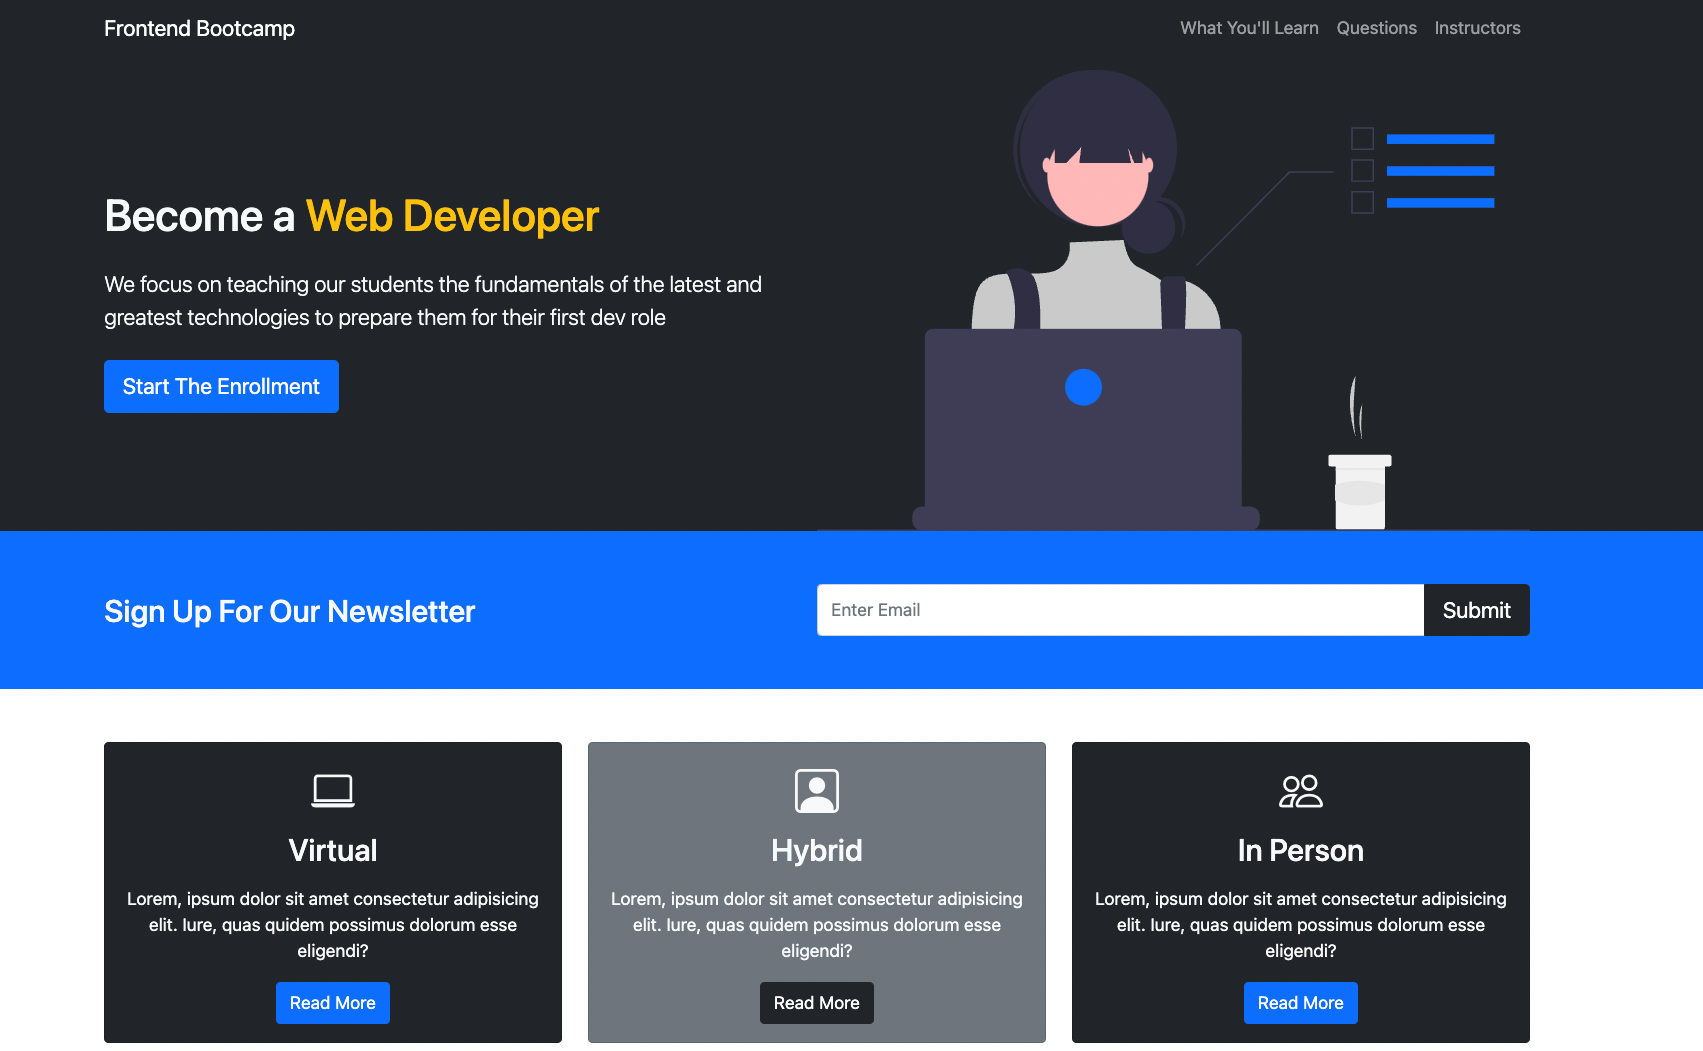 Frontend Bootcamp
What You'll Learn Questions Instructors
Become a Web Developer
We focus on teaching our students the fundamentals of the latest and
greatest technologies to prepare them for their first dev role
Start The Enrollment
Sign Up For Our Newsletter
Enter Email
Submit
Virtual
Lorem, ipsum dolor sit amet consectetur adipisicing
elit. Iure, quas quidem possimus dolorum esse
eligendi?
Read More
Hybrid
Lorem, ipsum dolor sit amet consectetur adipisicing
elit. Iure, quas quidem possimus dolorum esse
eligendi?
Read More
In Person
Lorem, ipsum dolor sit amet consectetur adipisicing
elit. Iure, quas quidem possimus dolorum esse
eligendi?
Read More